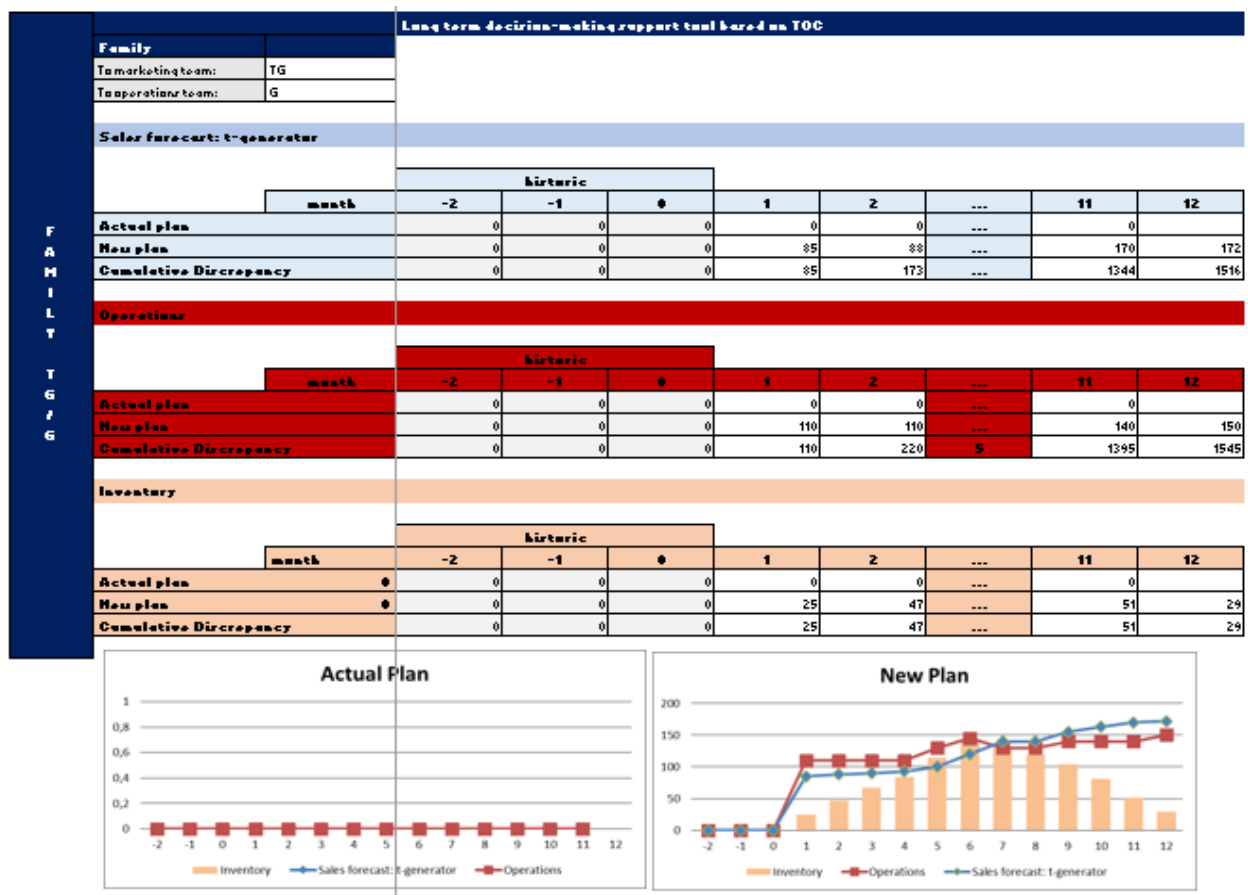 Long term decision-making support tool based on TOC
Family
To marketing team: TG
To operations team: G
FAMILY TG/G
Sales forecast: t-generator
historic
month -2 -1 0 1 2 ... 11 12
Actual plan 0 0 0 0 0 ... 0
New plan 0 0 0 85 88 ... 170 172
Cumulative Discrepancy 0 0 0 85 173 ... 1344 1516
Operations
historic
month -2 -1 0 1 2 ... 11 12
Actual plan 0 0 0 0 0 ... 0
New plan 0 0 0 110 110 ... 140 150
Cumulative Discrepancy 0 0 0 110 220 5 1395 1545
Inventory
historic
month -2 -1 0 1 2 ... 11 12
Actual plan 0 0 0 0 0 0 ... 0
New plan 0 0 0 0 25 47 ... 51 29
Cumulative Discrepancy 0 0 0 25 47 ... 51 29
Actual Plan
1
0,8
0,6
0,4
0,2
0
-2 -1 0 1 2 3 4 5 6 7 8 9 10 11 12
Inventory Sales forecast: t-generator Operations
New Plan
200
150
100
50
0
-2 -1 0 1 2 3 4 5 6 7 8 9 10 11 12
Inventory Operations Sales forecast: t-generator